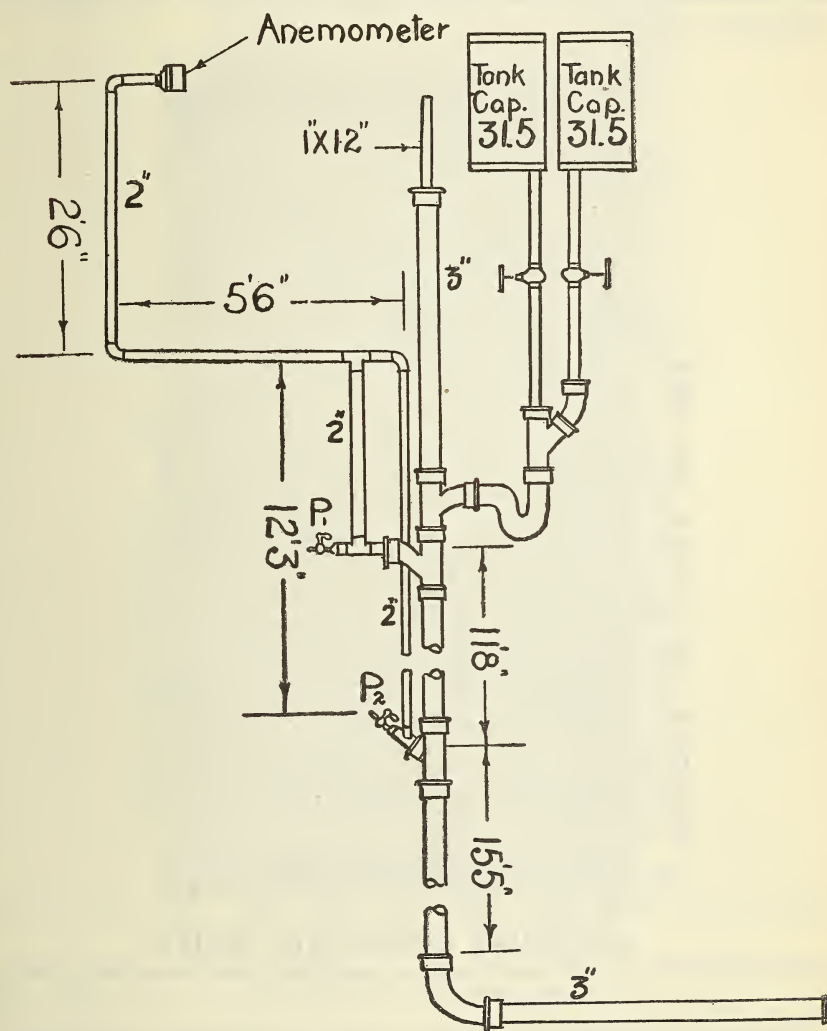 Anemometer
Tank
Cap.
31.5
Tank
Cap.
31.5
1"X12"
2"
2'6"
3"
5'6"
2"
P1
12'3"
2"
11'8"
P2
15'5"
3"